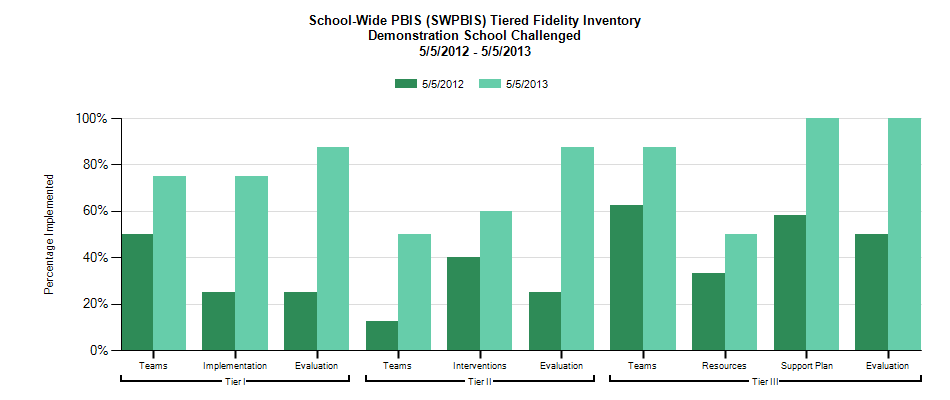 School-Wide PBIS (SWPBIS) Tiered Fidelity Inventory
Demonstration School Challenged
5/5/2012 - 5/5/2013
5/5/2012 5/5/2013
Percentage Implemented
100%
80%
60%
40%
20%
0%
Teams Implementation Evaluation Teams Interventions Evaluation Teams Resources Support Plan Evaluation
Tier I Tier II Tier III